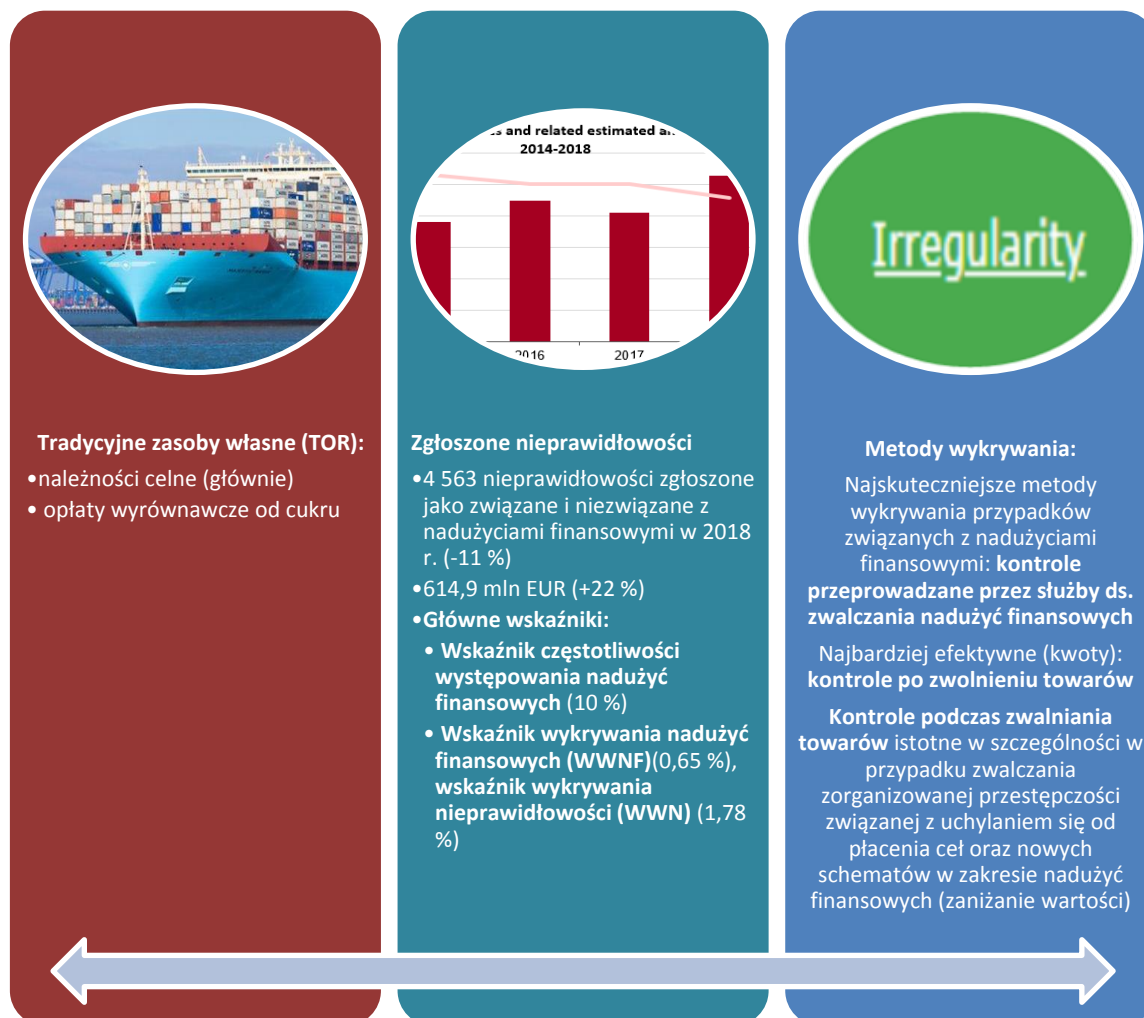 Tradycyjne zasoby własne (TOR):
•należności celne (głównie)
• opłaty wyrównawcze od cukru
and related estimated
2014-2018
2016
2017
Zgłoszone nieprawidłowości
•4 563 nieprawidłowości zgłoszone
jako związane i niezwiązane z
nadużyciami finansowymi w 2018
r. (-11 %)
•614,9 mln EUR (+22 %)
•Główne wskaźniki:
• Wskaźnik częstotliwości
występowania nadużyć
finansowych (10 %)
• Wskaźnik wykrywania nadużyć
finansowych (WWNF)(0,65 %),
wskaźnik wykrywania
nieprawidłowości (WWN) (1,78
%)
Irregularity
Metody wykrywania:
Najskuteczniejsze metody
wykrywania przypadków
związanych z nadużyciami
finansowymi: kontrole
przeprowadzane przez służby ds.
zwalczania nadużyć finansowych
Najbardziej efektywne (kwoty):
kontrole po zwolnieniu towarów
Kontrole podczas zwalniania
towarów istotne w szczególności w
przypadku zwalczania
zorganizowanej przestępczości
związanej z uchylaniem się od
płacenia ceł oraz nowych
schematów w zakresie nadużyć
finansowych (zaniżanie wartości)